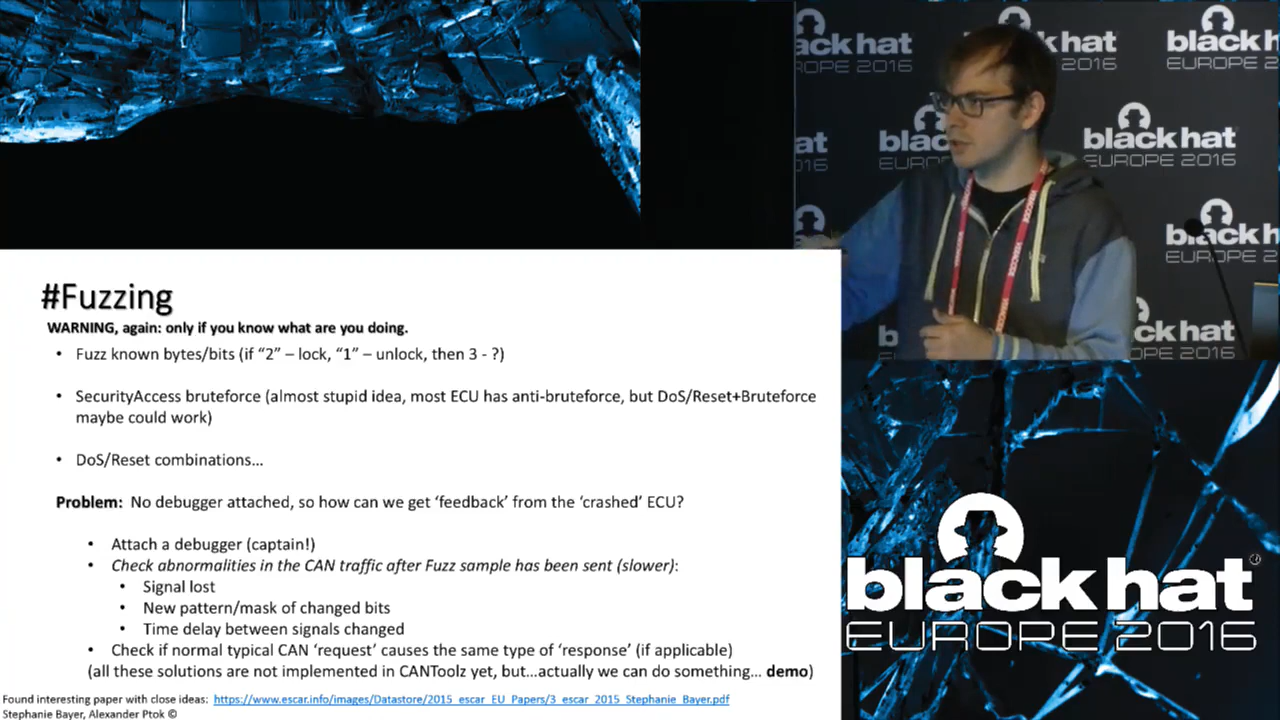 black hat
EUROPE 2016
k hat
2016
black hat
EUROPE 2016
at
16
black
EUROPE
black hat
EUROPE 2016
black h
EUROPE 2
ck hat
PE 2016
VERACODE
#Fuzzing
WARNING, again: only if you know what are you doing.
• Fuzz known bytes/bits (if “2” – lock, “1” – unlock, then 3 - ?)
• SecurityAccess bruteforce (almost stupid idea, most ECU has anti-bruteforce, but DoS/Reset+Bruteforce
maybe could work)
• DoS/Reset combinations…
Problem: No debugger attached, so how can we get ‘feedback’ from the ‘crashed’ ECU?
• Attach a debugger (captain!)
• Check abnormalities in the CAN traffic after Fuzz sample has been sent (slower):
• Signal lost
• New pattern/mask of changed bits
• Time delay between signals changed
• Check if normal typical CAN ‘request’ causes the same type of ‘response’ (if applicable)
(all these solutions are not implemented in CANToolz yet, but…actually we can do something… demo)
Found interesting paper with close ideas: https://www.escar.info/images/Datastore/2015_escar_EU_Papers/3_escar_2015_Stephanie_Bayer.pdf
Stephanie Bayer, Alexander Ptok ©
black hat®
EUROPE 2016